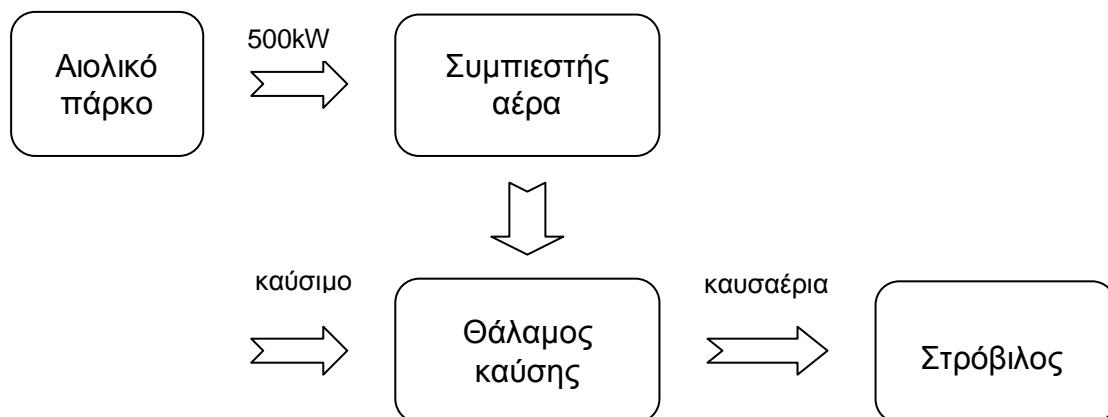 Αιολικό
πάρκο
500kW
Συμπιεστής
αέρα
καύσιμο
Θάλαμος
καύσης
καυσαέρια
Στρόβιλος